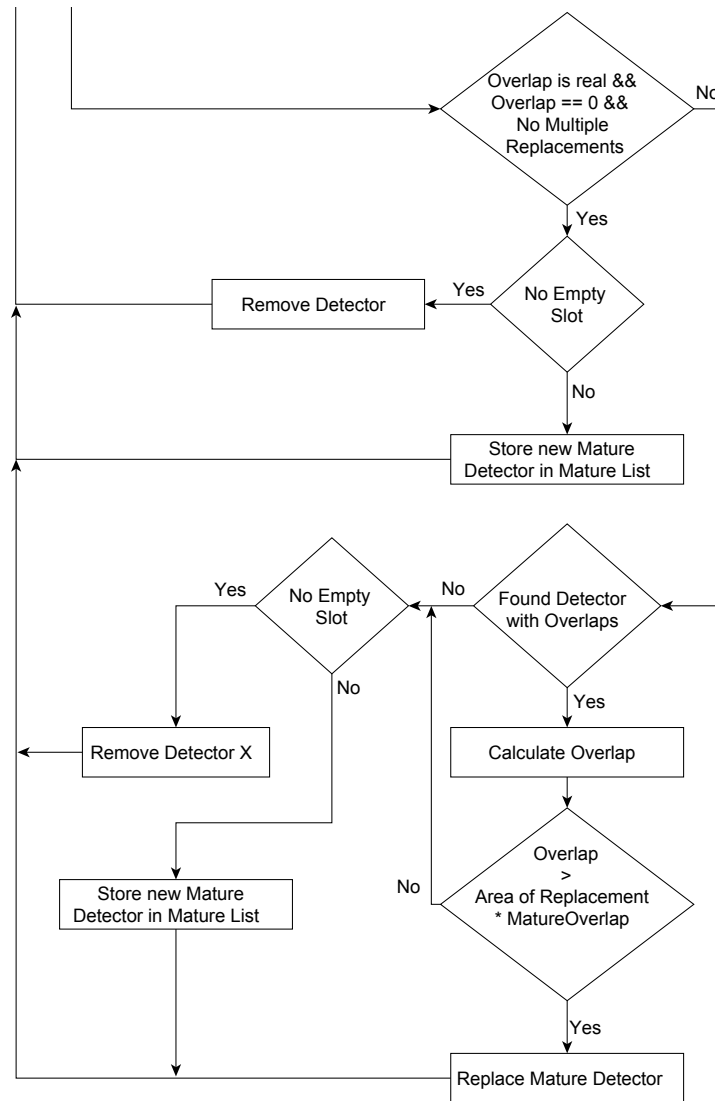 Overlap is real &&
Overlap == 0 &&
No Multiple
Replacements
No
Yes
No Empty
Slot
Yes
Remove Detector
No
Store new Mature
Detector in Mature List
Found Detector
with Overlaps
No
No Empty
Slot
Yes
No
Yes
Remove Detector X
Calculate Overlap
Overlap
>
Area of Replacement
* MatureOverlap
No
Store new Mature
Detector in Mature List
Yes
Replace Mature Detector